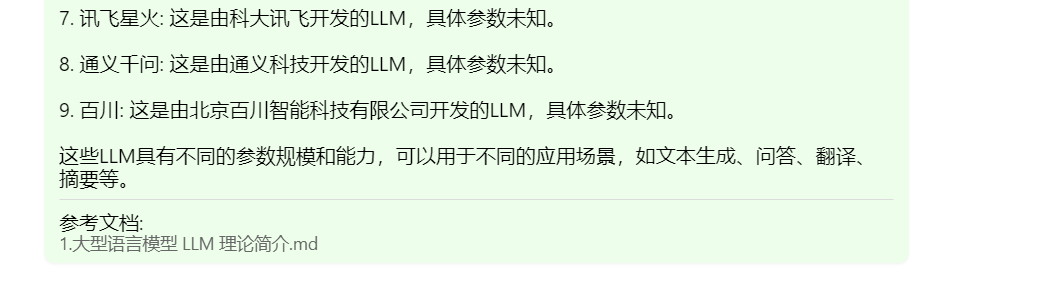 7. 讯飞星火: 这是由科大讯飞开发的LLM，具体参数未知。
8. 通义千问: 这是由通义科技开发的LLM，具体参数未知。
9. 百川: 这是由北京百川智能科技有限公司开发的LLM，具体参数未知。
这些LLM具有不同的参数规模和能力，可以用于不同的应用场景，如文本生成、问答、翻译、
摘要等。
参考文档:
1.大型语言模型 LLM 理论简介.md